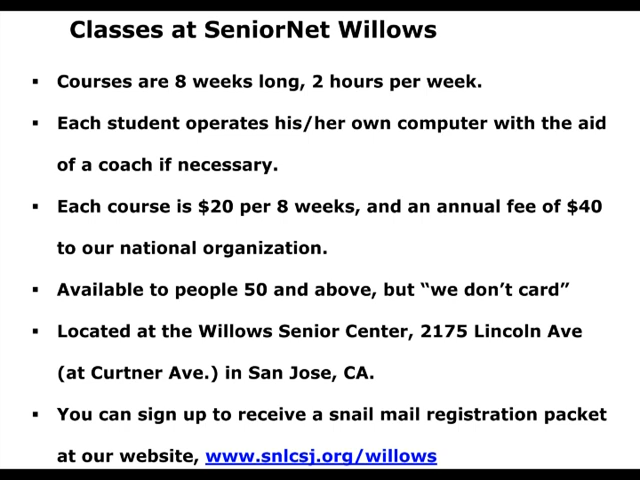 Classes at SeniorNet Willows
▪ Courses are 8 weeks long, 2 hours per week.
▪ Each student operates his/her own computer with the aid
of a coach if necessary.
▪ Each course is $20 per 8 weeks, and an annual fee of $40
to our national organization.
▪ Available to people 50 and above, but “we don’t card”
▪ Located at the Willows Senior Center, 2175 Lincoln Ave
(at Curtner Ave.) in San Jose, CA.
▪ You can sign up to receive a snail mail registration packet
at our website, www.snlcsj.org/willows